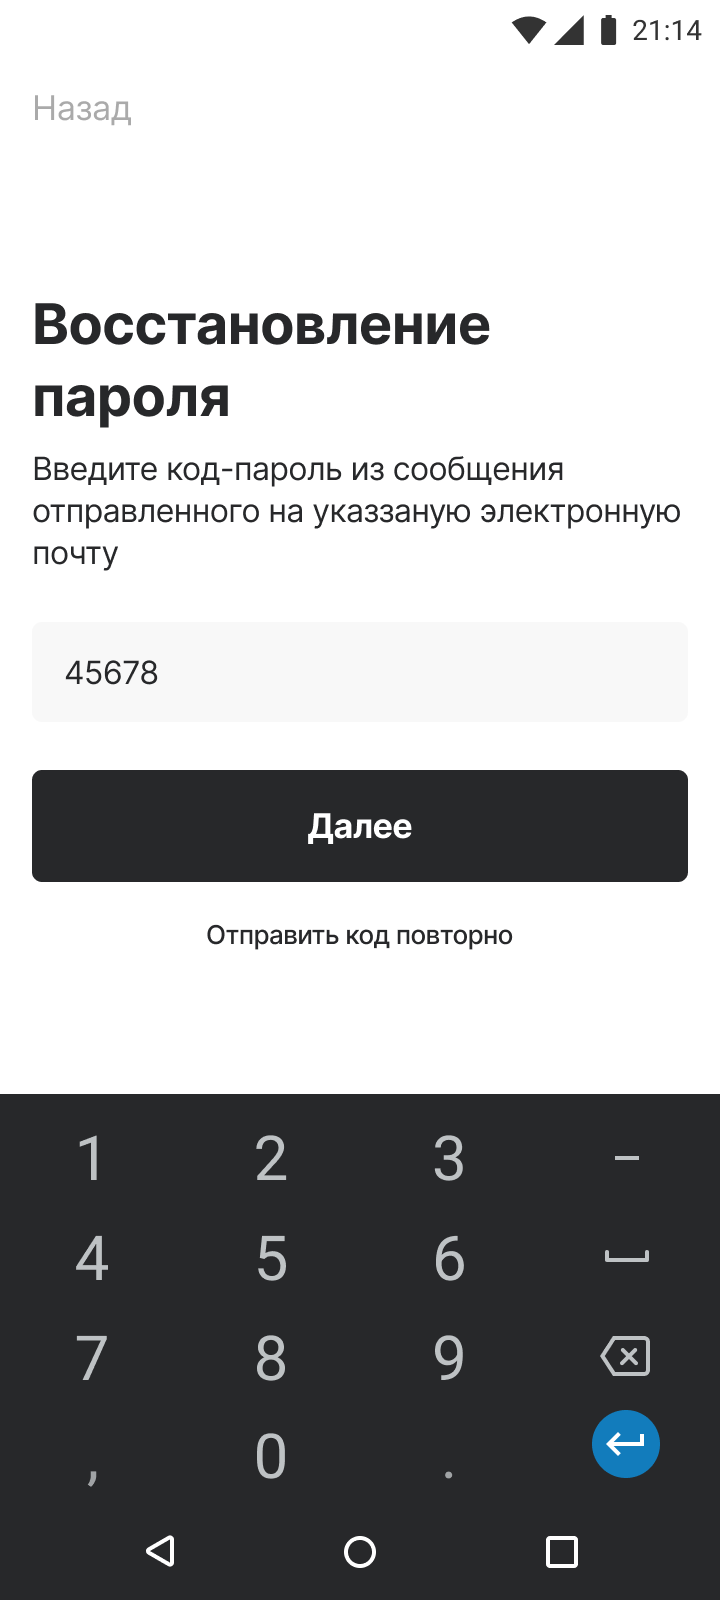 21:14
Назад
Восстановление
пароля
Введите код-пароль из сообщения
отправленного на указзаную электронную
почту
45678
Далее
Отправить код повторно
1 2 3 –
4 5 6
7 8 9
, 0 .